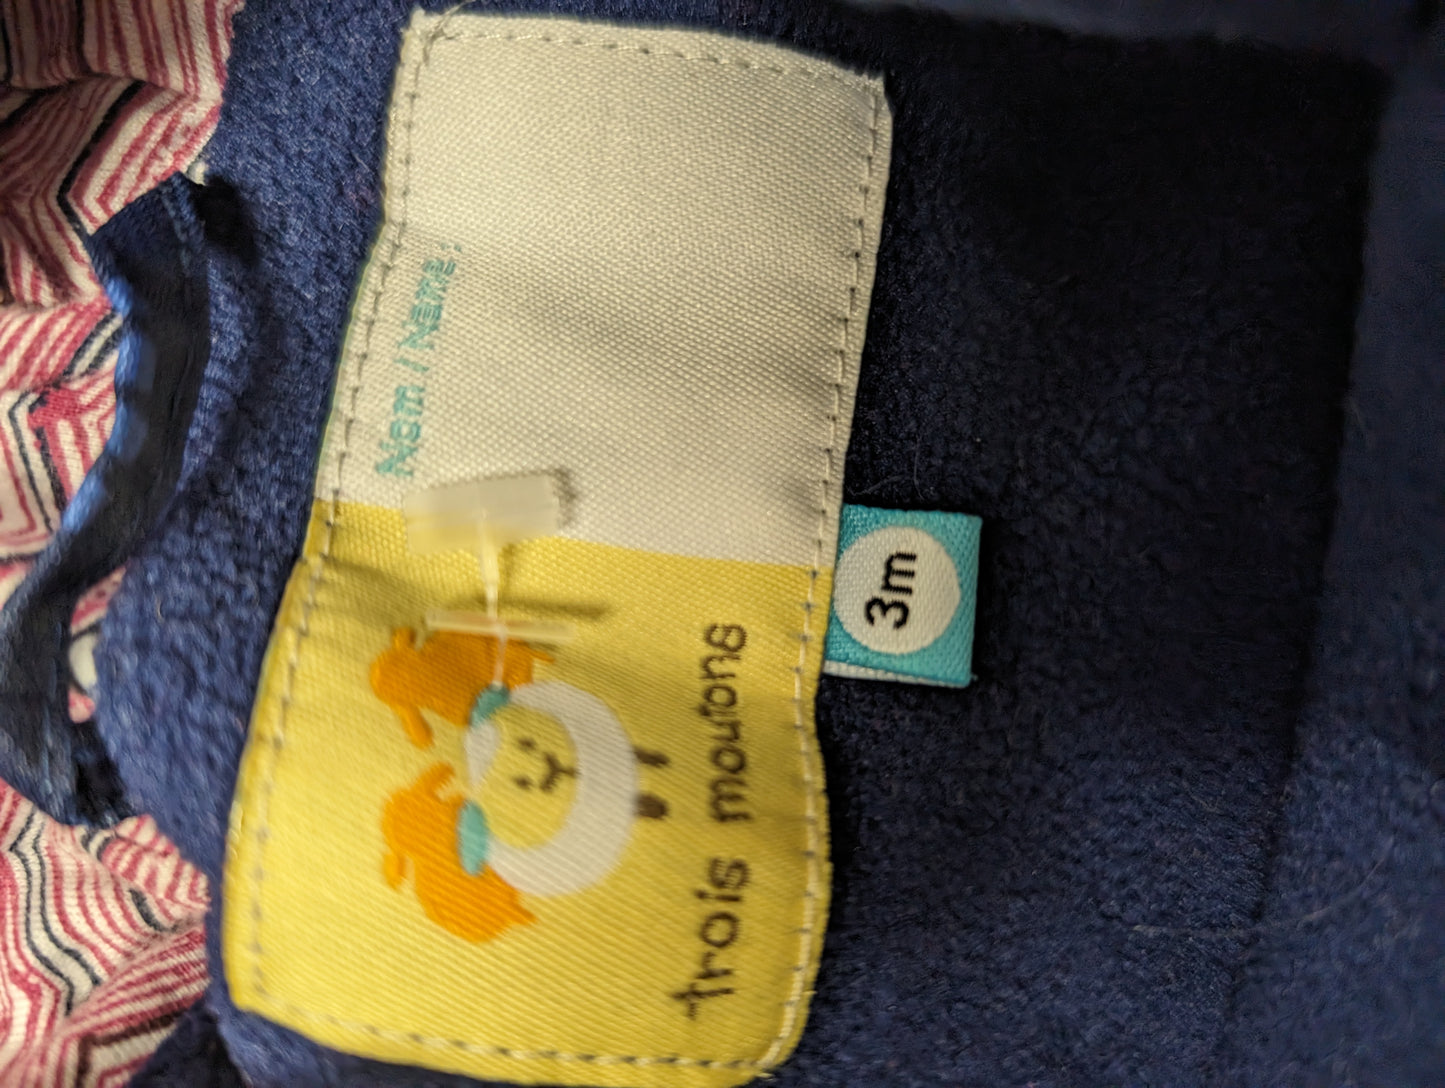 trois moutons
Nom / Name:
3m